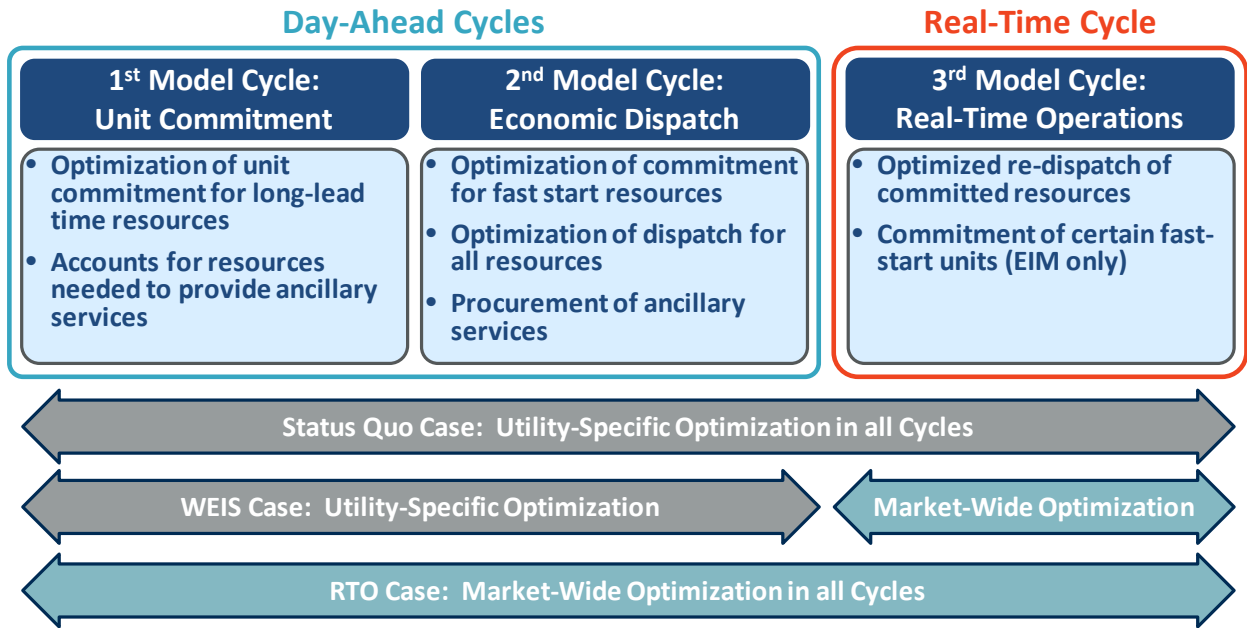 Day-Ahead Cycles
Real-Time Cycle
1st Model Cycle:
Unit Commitment
• Optimization of unit
commitment for long-lead
time resources
• Accounts for resources
needed to provide ancillary
services
2nd Model Cycle:
Economic Dispatch
• Optimization of commitment
for fast start resources
• Optimization of dispatch for
all resources
• Procurement of ancillary
services
3rd Model Cycle:
Real-Time Operations
• Optimized re-dispatch of
committed resources
• Commitment of certain fast-
start units (EIM only)
Status Quo Case: Utility-Specific Optimization in all Cycles
WEIS Case: Utility-Specific Optimization
Market-Wide Optimization
RTO Case: Market-Wide Optimization in all Cycles